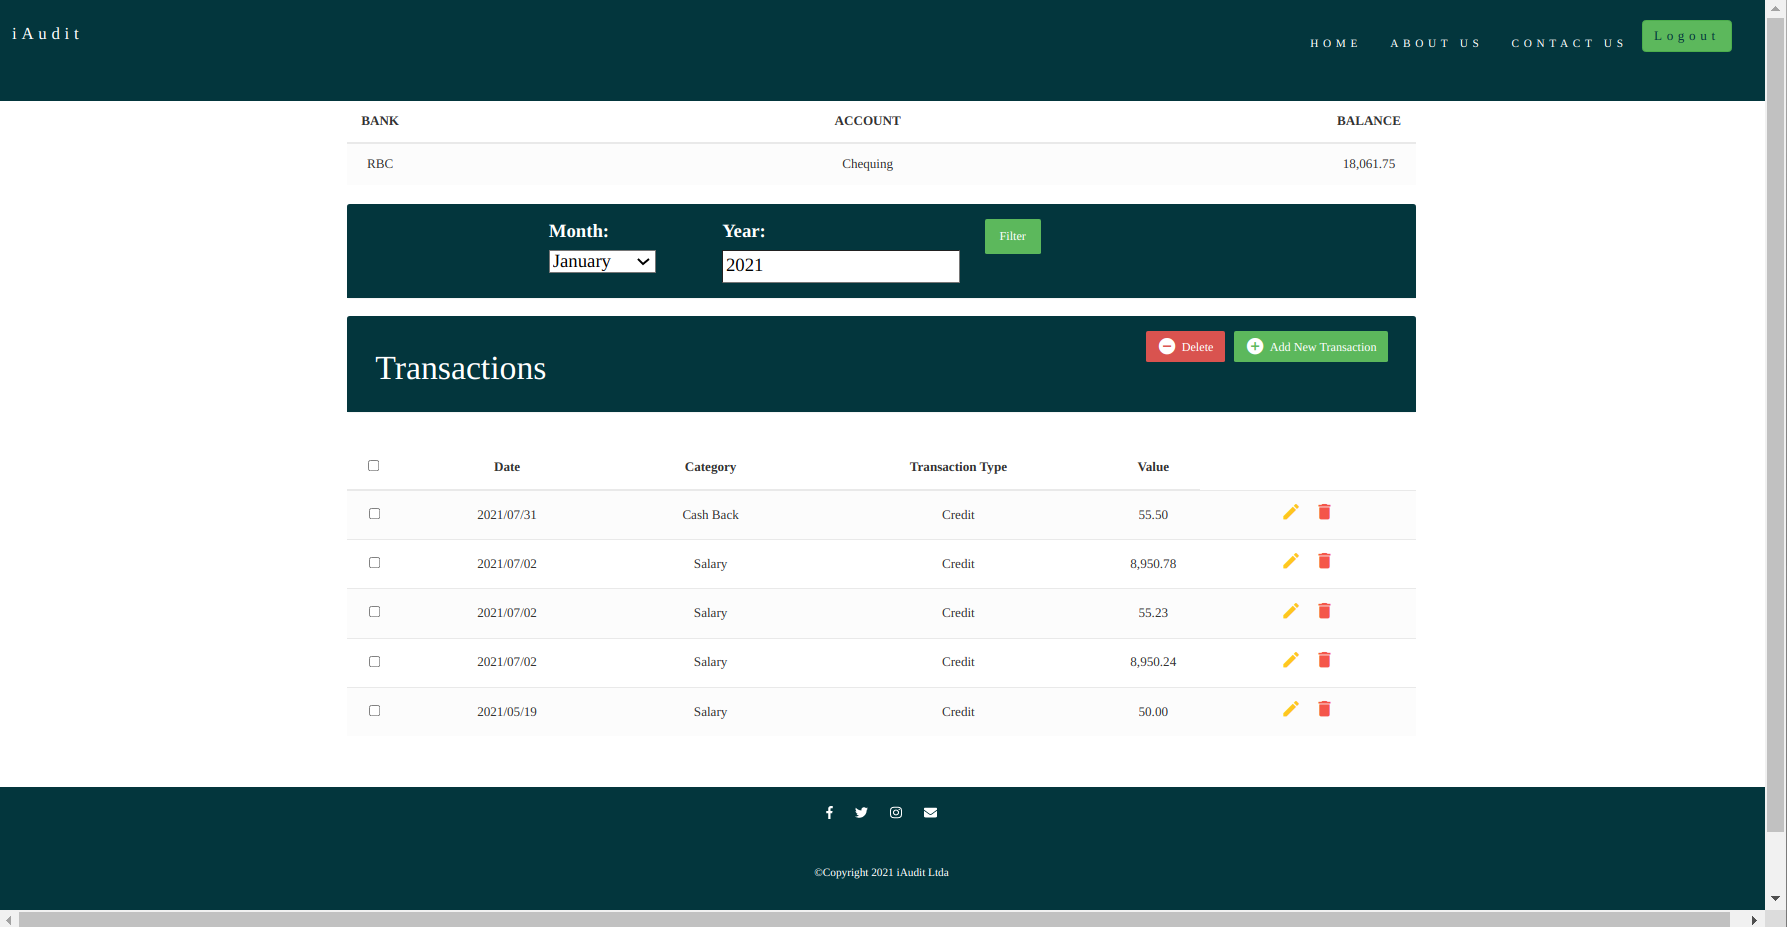 iAudit
HOME ABOUT US CONTACT US Logout
BANK ACCOUNT BALANCE
RBC Chequing 18,061.75
Month: Year: Filter
January 2021
Delete Add New Transaction
Transactions
Date Category Transaction Type Value
2021/07/31 Cash Back Credit 55.50
2021/07/02 Salary Credit 8,950.78
2021/07/02 Salary Credit 55.23
2021/07/02 Salary Credit 8,950.24
2021/05/19 Salary Credit 50.00
©Copyright 2021 iAudit Ltda